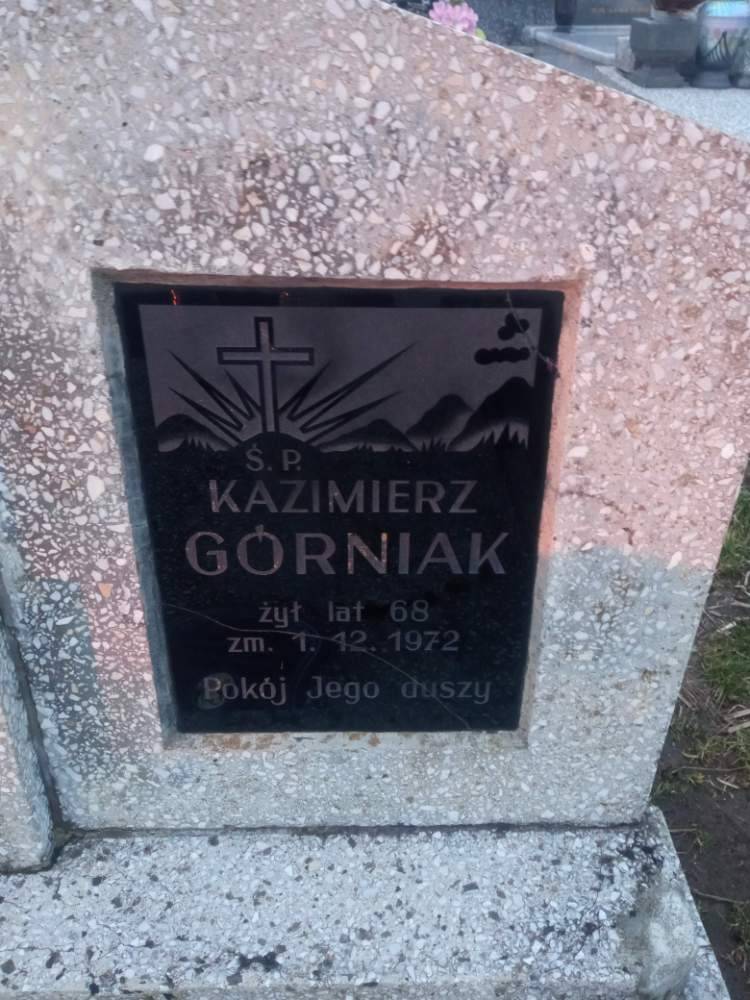 Ś. P.
KAZIMIERZ
GÓRNIAK
żył lat 68
zm. 1. 12. 1972
Pokój Jego duszy